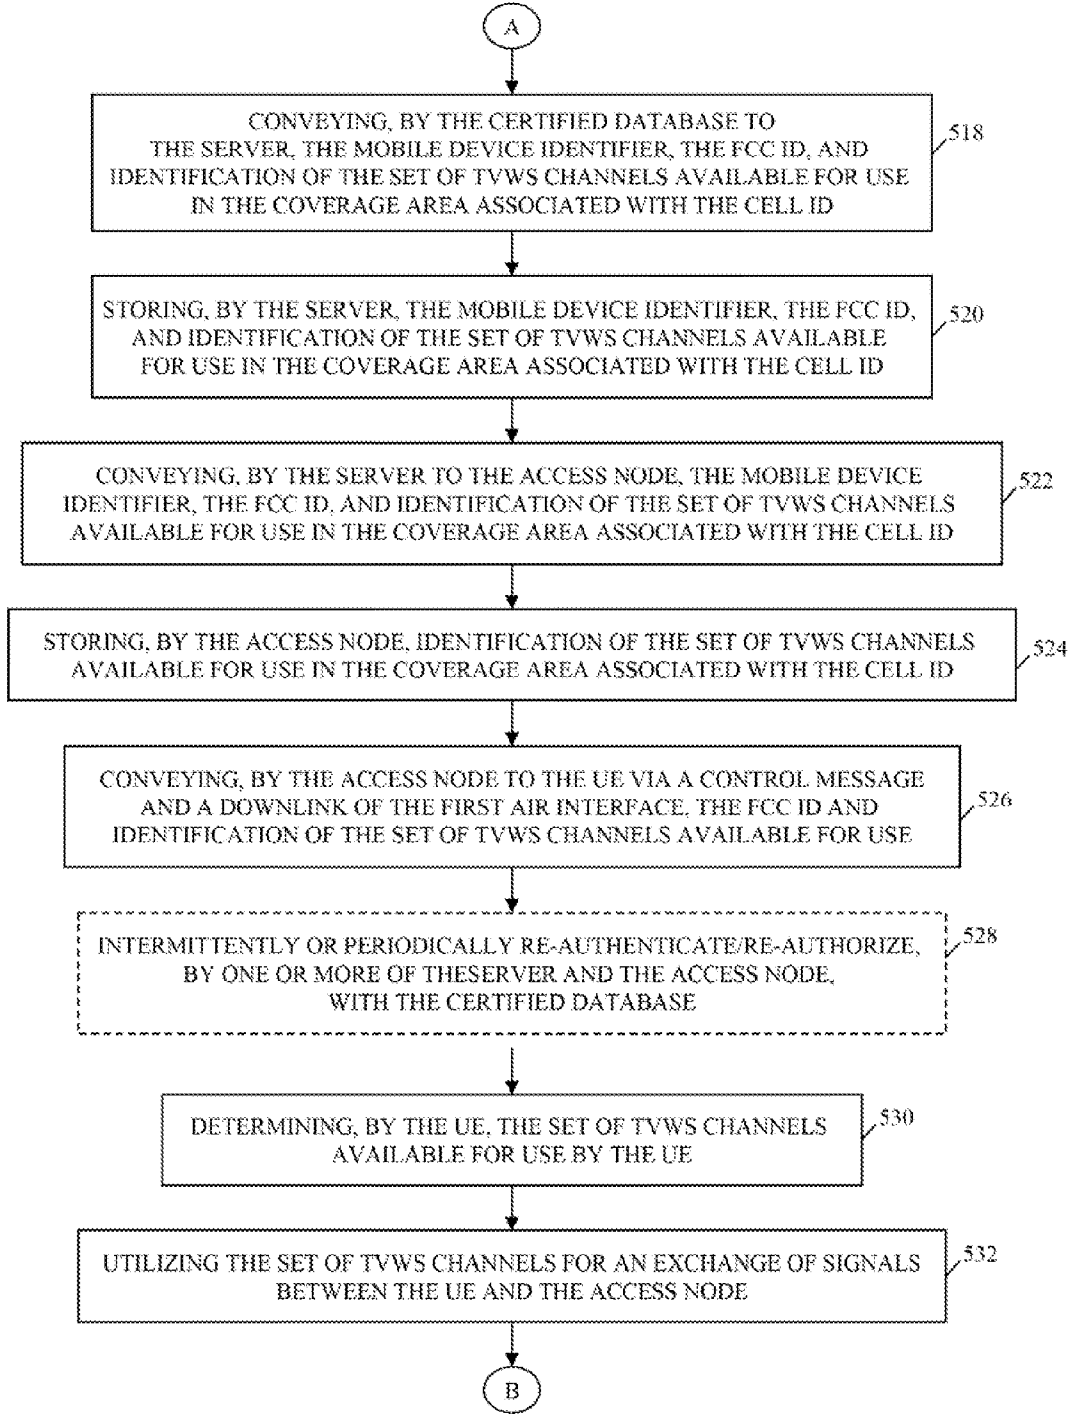 A
CONVEYING, BY THE CERTIFIED DATABASE TO
THE SERVER, THE MOBILE DEVICE IDENTIFIER, THE FCC ID, AND
IDENTIFICATION OF THE SET OF TVWS CHANNELS AVAILABLE FOR USE
IN THE COVERAGE AREA ASSOCIATED WITH THE CELL ID
518
STORING, BY THE SERVER, THE MOBILE DEVICE IDENTIFIER, THE FCC ID,
AND IDENTIFICATION OF THE SET OF TVWS CHANNELS AVAILABLE
FOR USE IN THE COVERAGE AREA ASSOCIATED WITH THE CELL ID
520
CONVEYING, BY THE SERVER TO THE ACCESS NODE, THE MOBILE DEVICE
IDENTIFIER, THE FCC ID, AND IDENTIFICATION OF THE SET OF TVWS CHANNELS
AVAILABLE FOR USE IN THE COVERAGE AREA ASSOCIATED WITH THE CELL ID
522
STORING, BY THE ACCESS NODE, IDENTIFICATION OF THE SET OF TVWS CHANNELS
AVAILABLE FOR USE IN THE COVERAGE AREA ASSOCIATED WITH THE CELL ID
524
CONVEYING, BY THE ACCESS NODE TO THE UE VIA A CONTROL MESSAGE
AND A DOWNLINK OF THE FIRST AIR INTERFACE, THE FCC ID AND
IDENTIFICATION OF THE SET OF TVWS CHANNELS AVAILABLE FOR USE
526
INTERMITTENTLY OR PERIODICALLY RE-AUTHENTICATE/RE-AUTHORIZE,
BY ONE OR MORE OF THESERVER AND THE ACCESS NODE,
WITH THE CERTIFIED DATABASE
528
DETERMINING, BY THE UE, THE SET OF TVWS CHANNELS
AVAILABLE FOR USE BY THE UE
530
UTILIZING THE SET OF TVWS CHANNELS FOR AN EXCHANGE OF SIGNALS
BETWEEN THE UE AND THE ACCESS NODE
532
B